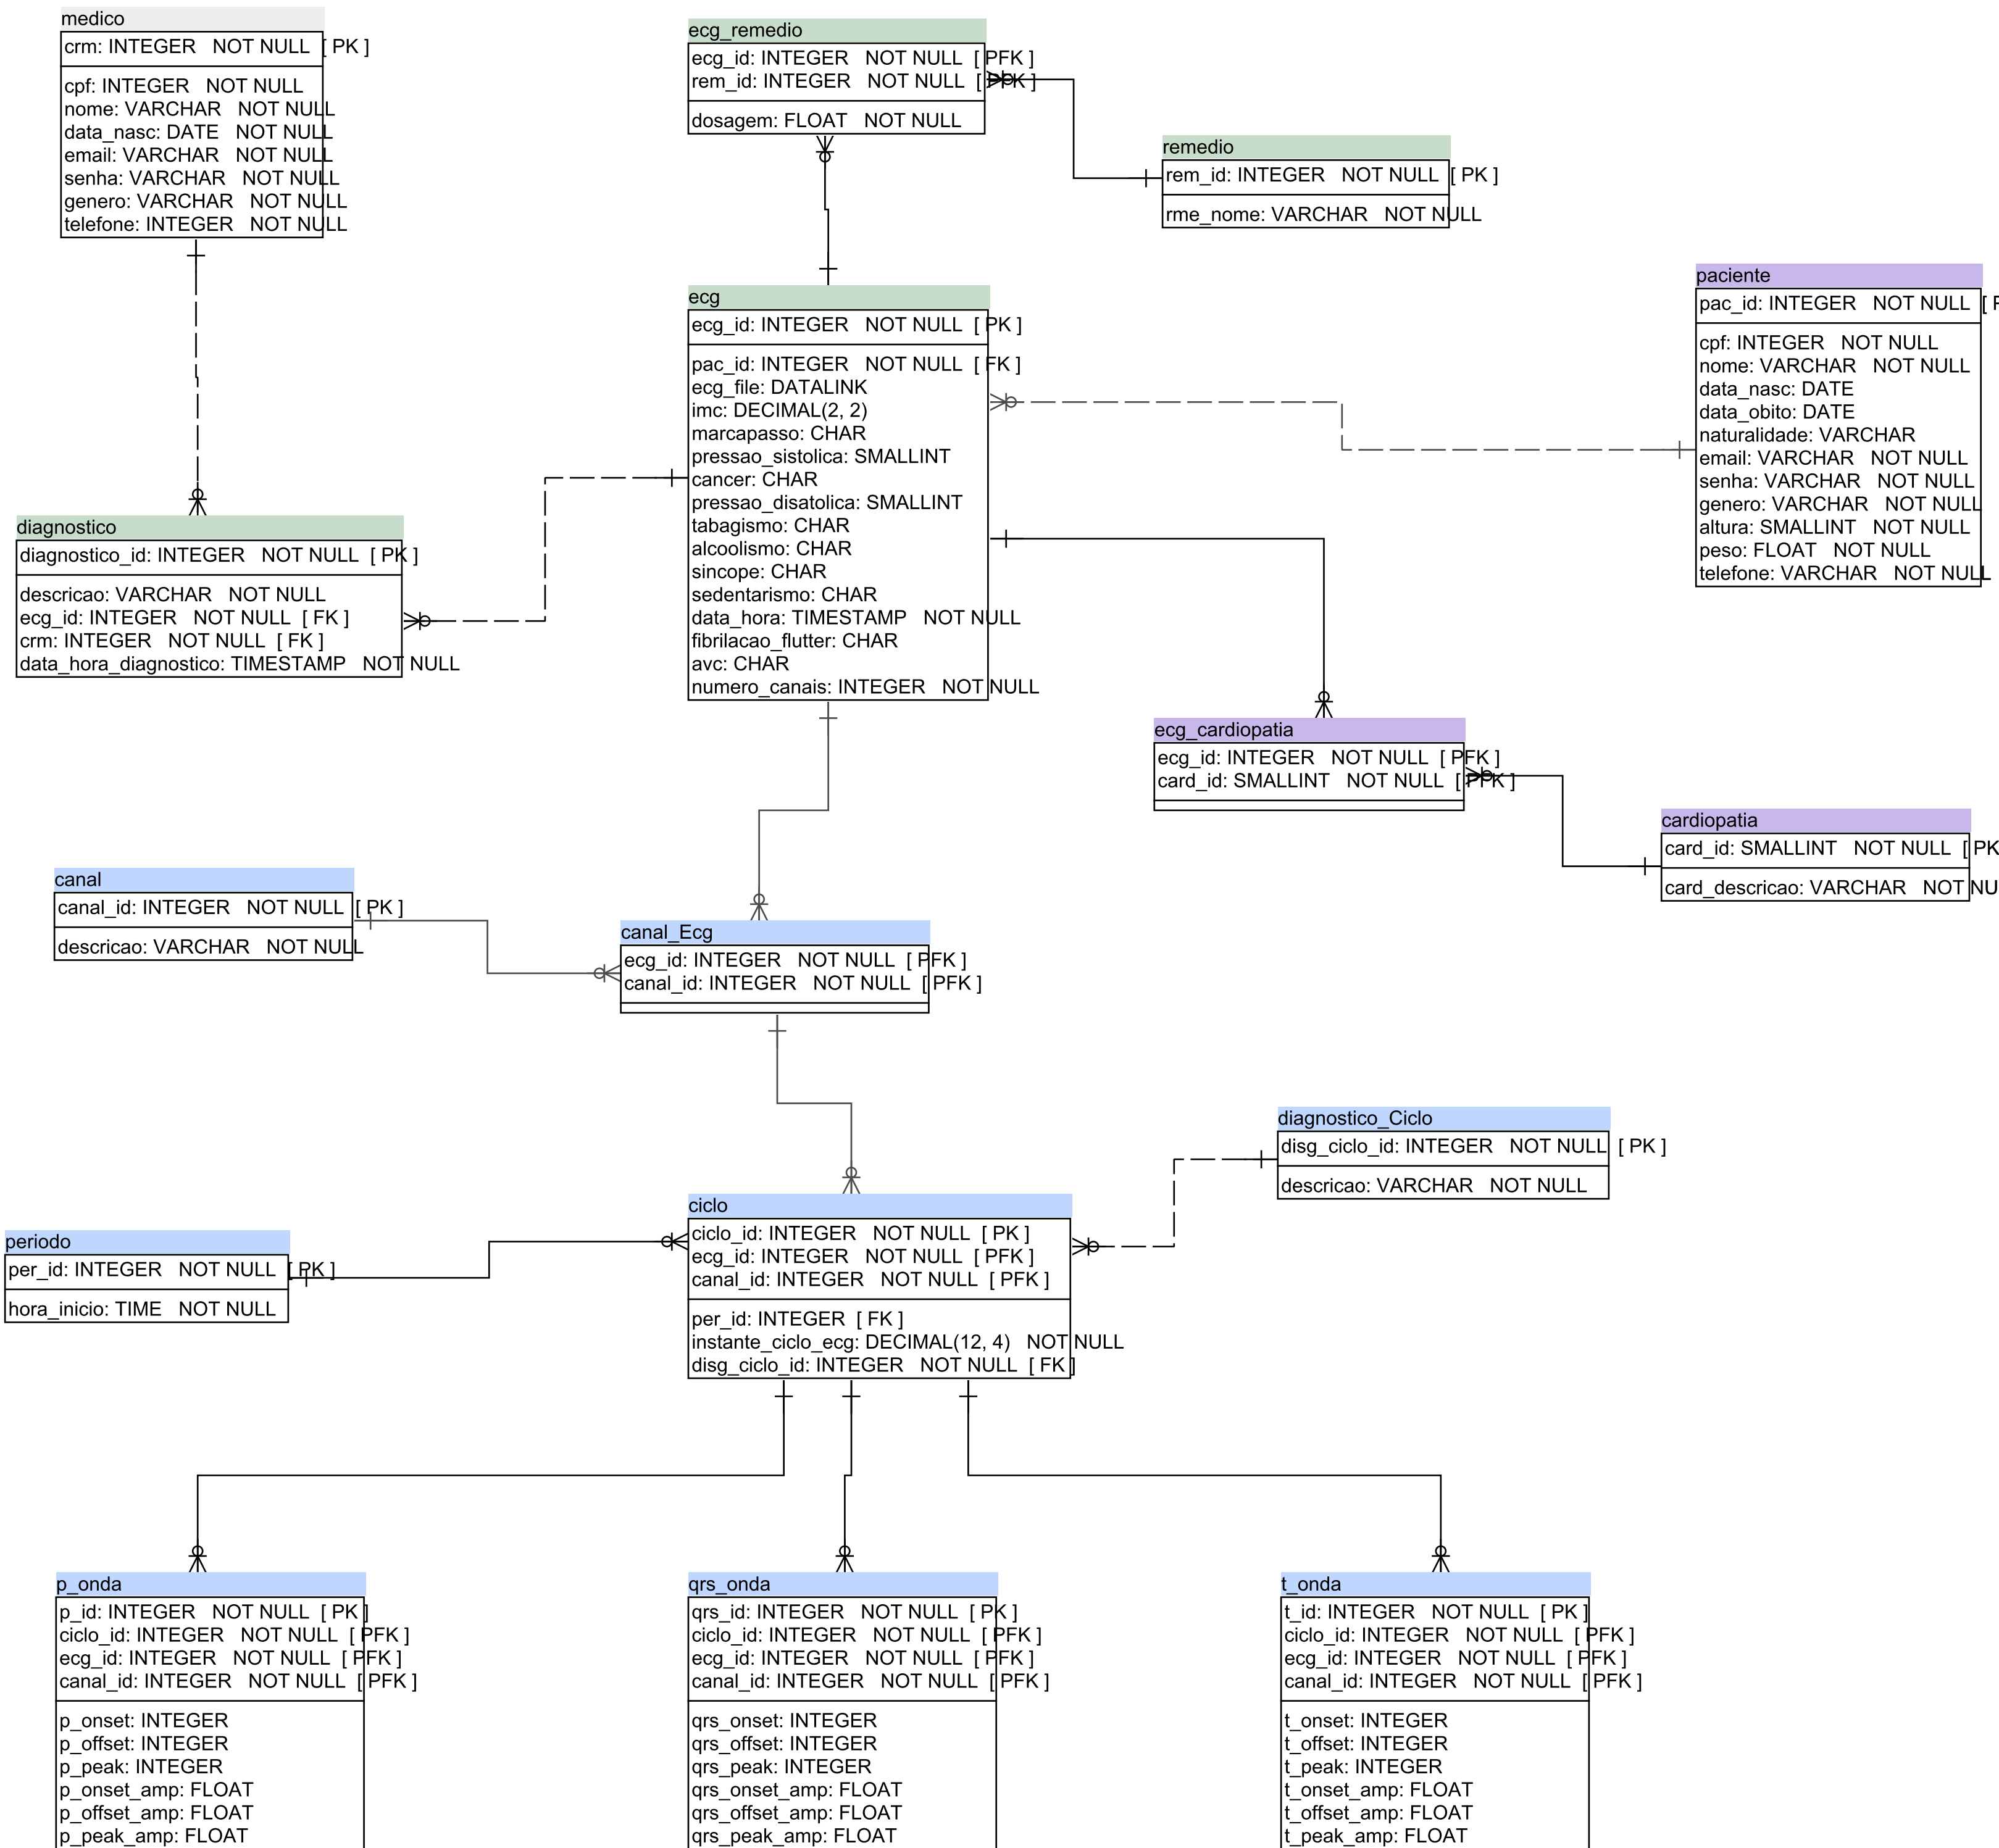 medico
crm: INTEGER   NOT NULL  [ PK ]
cpf: INTEGER   NOT NULL
nome: VARCHAR   NOT NULL
data_nasc: DATE   NOT NULL
email: VARCHAR   NOT NULL
senha: VARCHAR   NOT NULL
genero: VARCHAR   NOT NULL
telefone: INTEGER   NOT NULL
ecg_remedio
ecg_id: INTEGER   NOT NULL  [ PFK ]
rem_id: INTEGER   NOT NULL  [ PFK ]
dosagem: FLOAT   NOT NULL
remedio
rem_id: INTEGER   NOT NULL  [ PK ]
rme_nome: VARCHAR   NOT NULL
paciente
pac_id: INTEGER   NOT NULL  [
cpf: INTEGER   NOT NULL
nome: VARCHAR   NOT NULL
data_nasc: DATE
data_obito: DATE
naturalidade: VARCHAR
email: VARCHAR   NOT NULL
senha: VARCHAR   NOT NULL
genero: VARCHAR   NOT NULL
altura: SMALLINT   NOT NULL
peso: FLOAT   NOT NULL
telefone: VARCHAR   NOT NULL
ecg
ecg_id: INTEGER   NOT NULL  [ PK ]
pac_id: INTEGER   NOT NULL  [ FK ]
ecg_file: DATALINK
imc: DECIMAL(2, 2)
marcapasso: CHAR
pressao_sistolica: SMALLINT
cancer: CHAR
pressao_disatolica: SMALLINT
tabagismo: CHAR
alcoolismo: CHAR
sincope: CHAR
sedentarismo: CHAR
data_hora: TIMESTAMP   NOT NULL
fibrilacao_flutter: CHAR
avc: CHAR
numero_canais: INTEGER   NOT NULL
diagnostico
diagnostico_id: INTEGER   NOT NULL  [ PK ]
descricao: VARCHAR   NOT NULL
ecg_id: INTEGER   NOT NULL  [ FK ]
crm: INTEGER   NOT NULL  [ FK ]
data_hora_diagnostico: TIMESTAMP   NOT NULL
ecg_cardiopatia
ecg_id: INTEGER   NOT NULL  [ PFK ]
card_id: SMALLINT   NOT NULL  [ PFK ]
cardiopatia
card_id: SMALLINT   NOT NULL  [ PK
card_descricao: VARCHAR   NOT NU
canal
canal_id: INTEGER   NOT NULL  [ PK ]
descricao: VARCHAR   NOT NULL
canal_Ecg
ecg_id: INTEGER   NOT NULL  [ PFK ]
canal_id: INTEGER   NOT NULL  [ PFK ]
diagnostico_Ciclo
disg_ciclo_id: INTEGER   NOT NULL  [ PK ]
descricao: VARCHAR   NOT NULL
ciclo
ciclo_id: INTEGER   NOT NULL  [ PK ]
ecg_id: INTEGER   NOT NULL  [ PFK ]
canal_id: INTEGER   NOT NULL  [ PFK ]
per_id: INTEGER  [ FK ]
instante_ciclo_ecg: DECIMAL(12, 4)   NOT NULL
disg_ciclo_id: INTEGER   NOT NULL  [ FK ]
periodo
per_id: INTEGER   NOT NULL  [ PK ]
hora_inicio: TIME   NOT NULL
p_onda
p_id: INTEGER   NOT NULL  [ PK ]
ciclo_id: INTEGER   NOT NULL  [ PFK ]
ecg_id: INTEGER   NOT NULL  [ PFK ]
canal_id: INTEGER   NOT NULL  [ PFK ]
p_onset: INTEGER
p_offset: INTEGER
p_peak: INTEGER
p_onset_amp: FLOAT
p_offset_amp: FLOAT
p_peak_amp: FLOAT
qrs_onda
qrs_id: INTEGER   NOT NULL  [ PK ]
ciclo_id: INTEGER   NOT NULL  [ PFK ]
ecg_id: INTEGER   NOT NULL  [ PFK ]
canal_id: INTEGER   NOT NULL  [ PFK ]
qrs_onset: INTEGER
qrs_offset: INTEGER
qrs_peak: INTEGER
qrs_onset_amp: FLOAT
qrs_offset_amp: FLOAT
qrs_peak_amp: FLOAT
t_onda
t_id: INTEGER   NOT NULL  [ PK ]
ciclo_id: INTEGER   NOT NULL  [ PFK ]
ecg_id: INTEGER   NOT NULL  [ PFK ]
canal_id: INTEGER   NOT NULL  [ PFK ]
t_onset: INTEGER
t_offset: INTEGER
t_peak: INTEGER
t_onset_amp: FLOAT
t_offset_amp: FLOAT
t_peak_amp: FLOAT